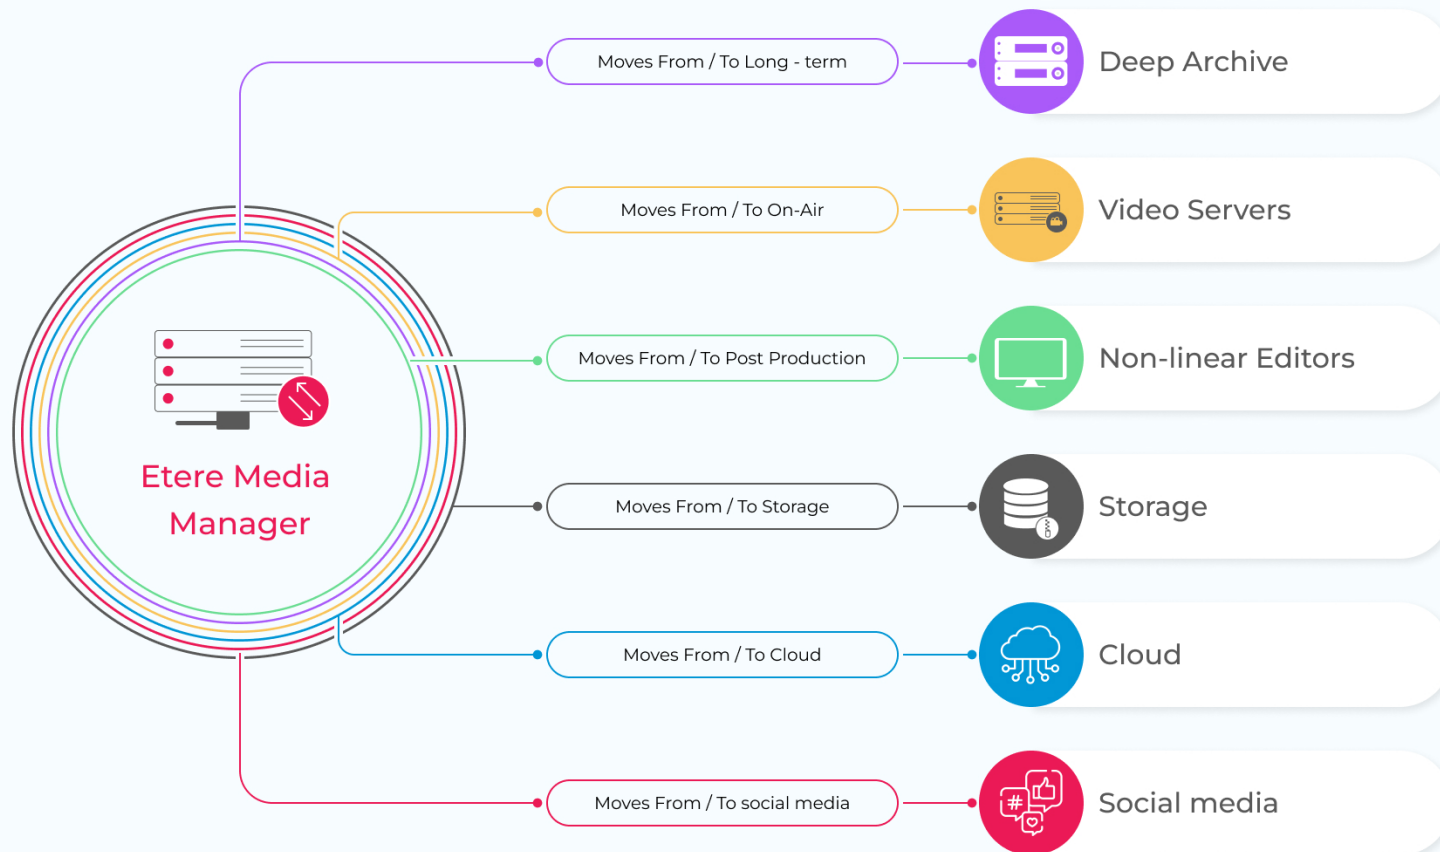 Moves From / To Long - term
Deep Archive
Moves From / To On-Air
Video Servers
Moves From / To Post Production
Non-linear Editors
Etere Media
Manager
Moves From / To Storage
Storage
Moves From / To Cloud
Cloud
Moves From / To social media
#
Social media